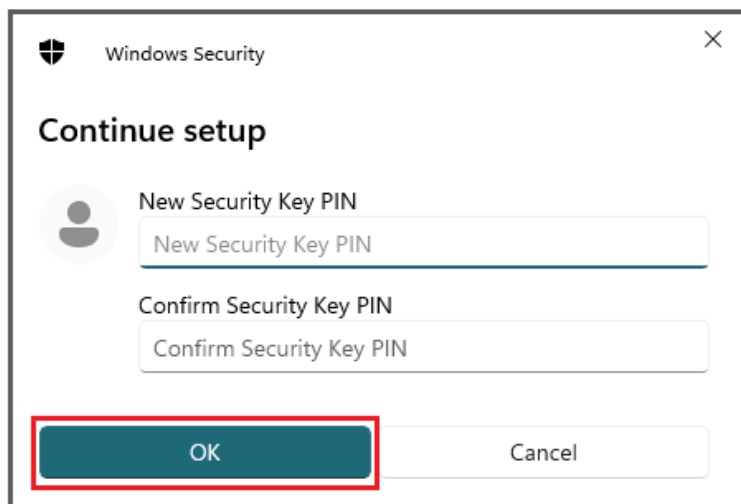 Windows Security
Continue setup
New Security Key PIN
New Security Key PIN
Confirm Security Key PIN
Confirm Security Key PIN
OK Cancel